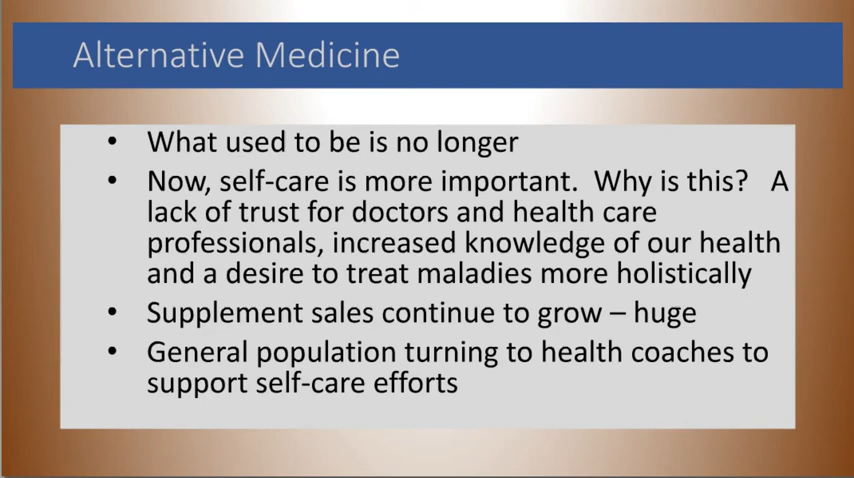 Alternative Medicine
• What used to be is no longer
• Now, self-care is more important.  Why is this?   A
lack of trust for doctors and health care
professionals, increased knowledge of our health
and a desire to treat maladies more holistically
• Supplement sales continue to grow – huge
• General population turning to health coaches to
support self-care efforts